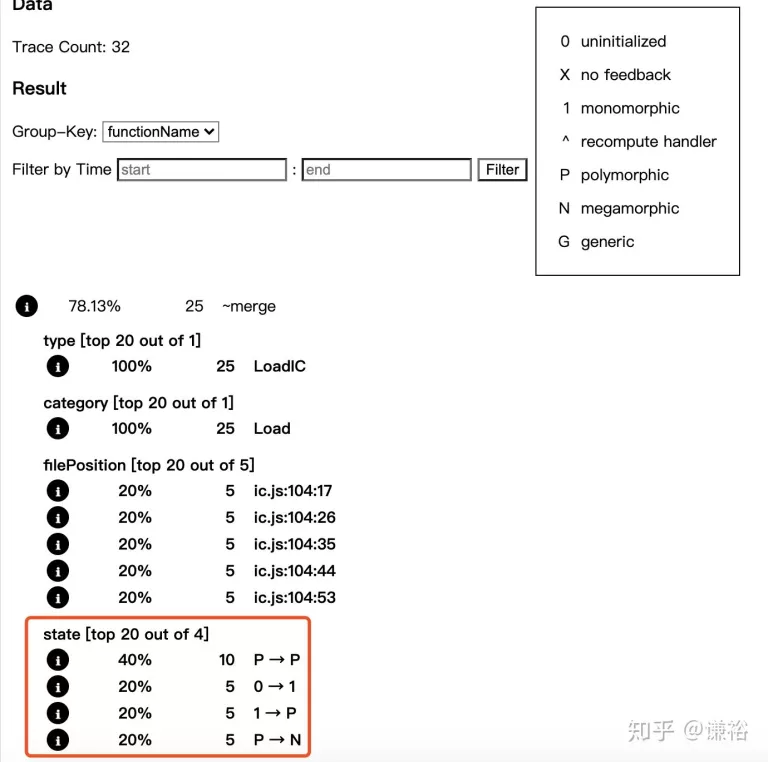 Data
Trace Count: 32
Result
Group-Key: functionName
Filter by Time start : end Filter
0 uninitialized
X no feedback
1 monomorphic
^ recompute handler
P polymorphic
N megamorphic
G generic
78.13% 25 ~merge
type [top 20 out of 1]
100% 25 LoadIC
category [top 20 out of 1]
100% 25 Load
filePosition [top 20 out of 5]
20% 5 ic.js:104:17
20% 5 ic.js:104:26
20% 5 ic.js:104:35
20% 5 ic.js:104:44
20% 5 ic.js:104:53
state [top 20 out of 4]
40% 10 P → P
20% 5 0 → 1
20% 5 1 → P
20% 5 P → N
知乎 @谦裕